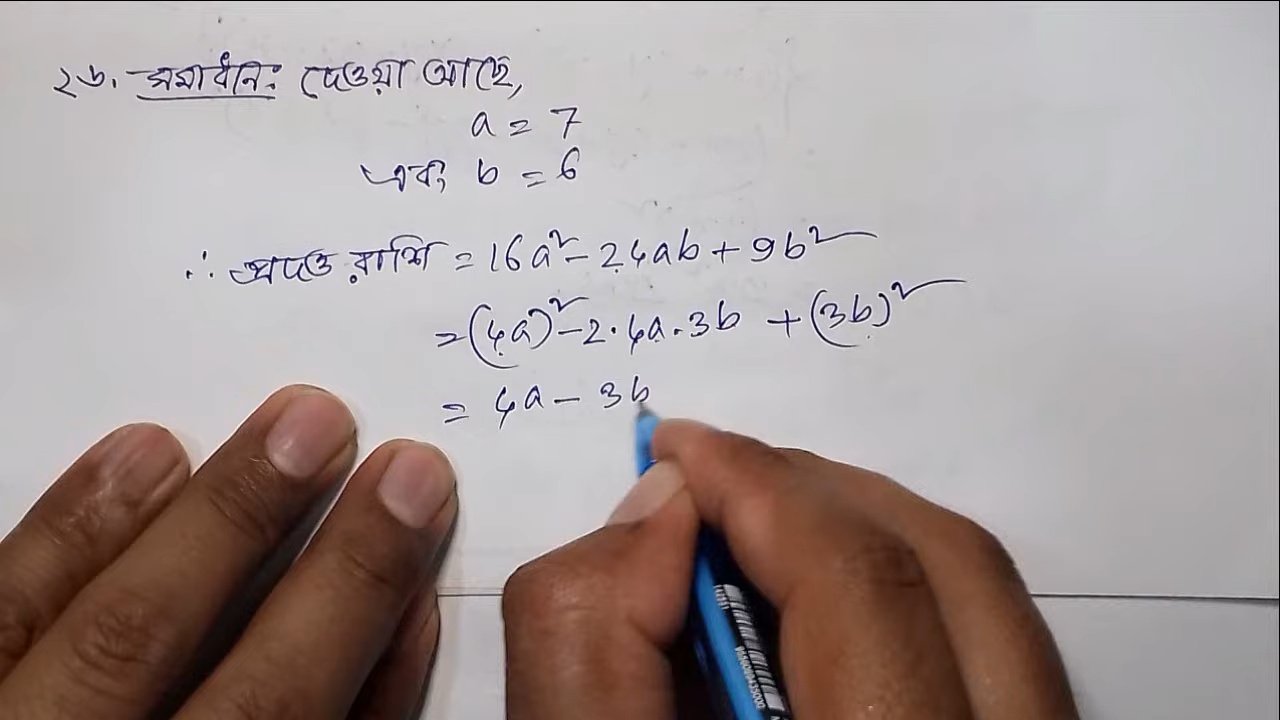 ২৬. সমাধান: দেওয়া আছে,
a = 7
এবং b = 6
∴ প্রদত্ত রাশি = 16a² - 24ab + 9b²
= (4a)² - 2·4a·3b + (3b)²
= 4a - 3b